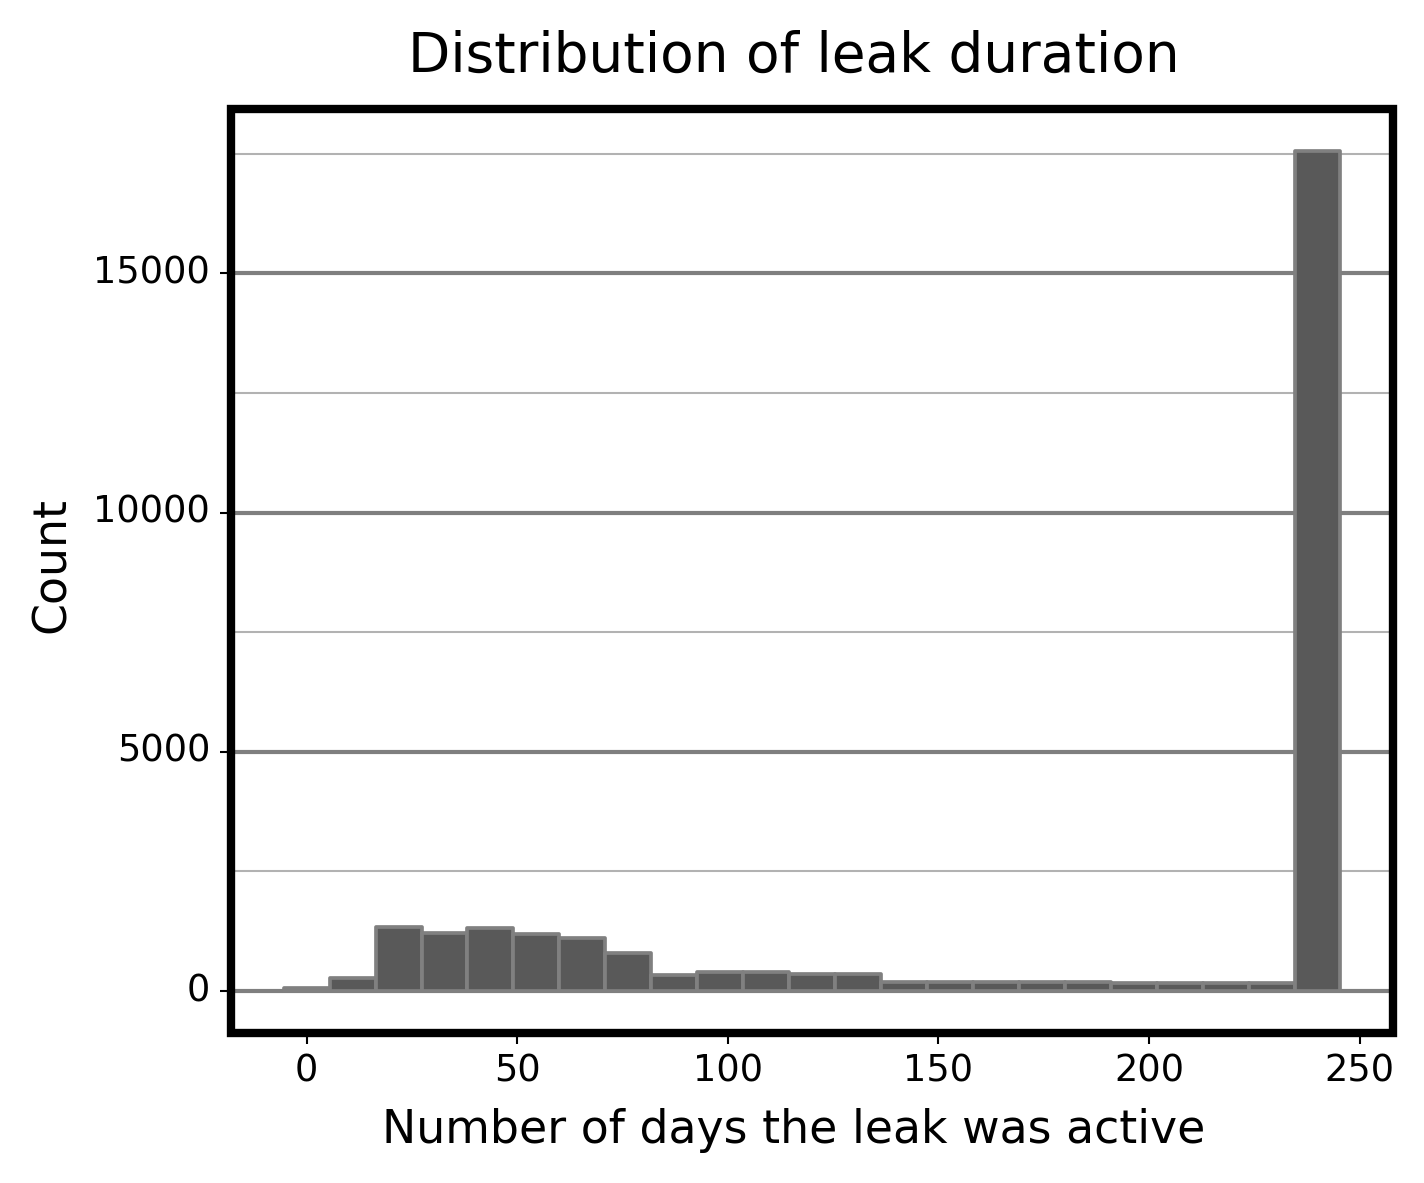 Distribution of leak duration
15000
10000
5000
0
Count
0 50 100 150 200 250
Number of days the leak was active